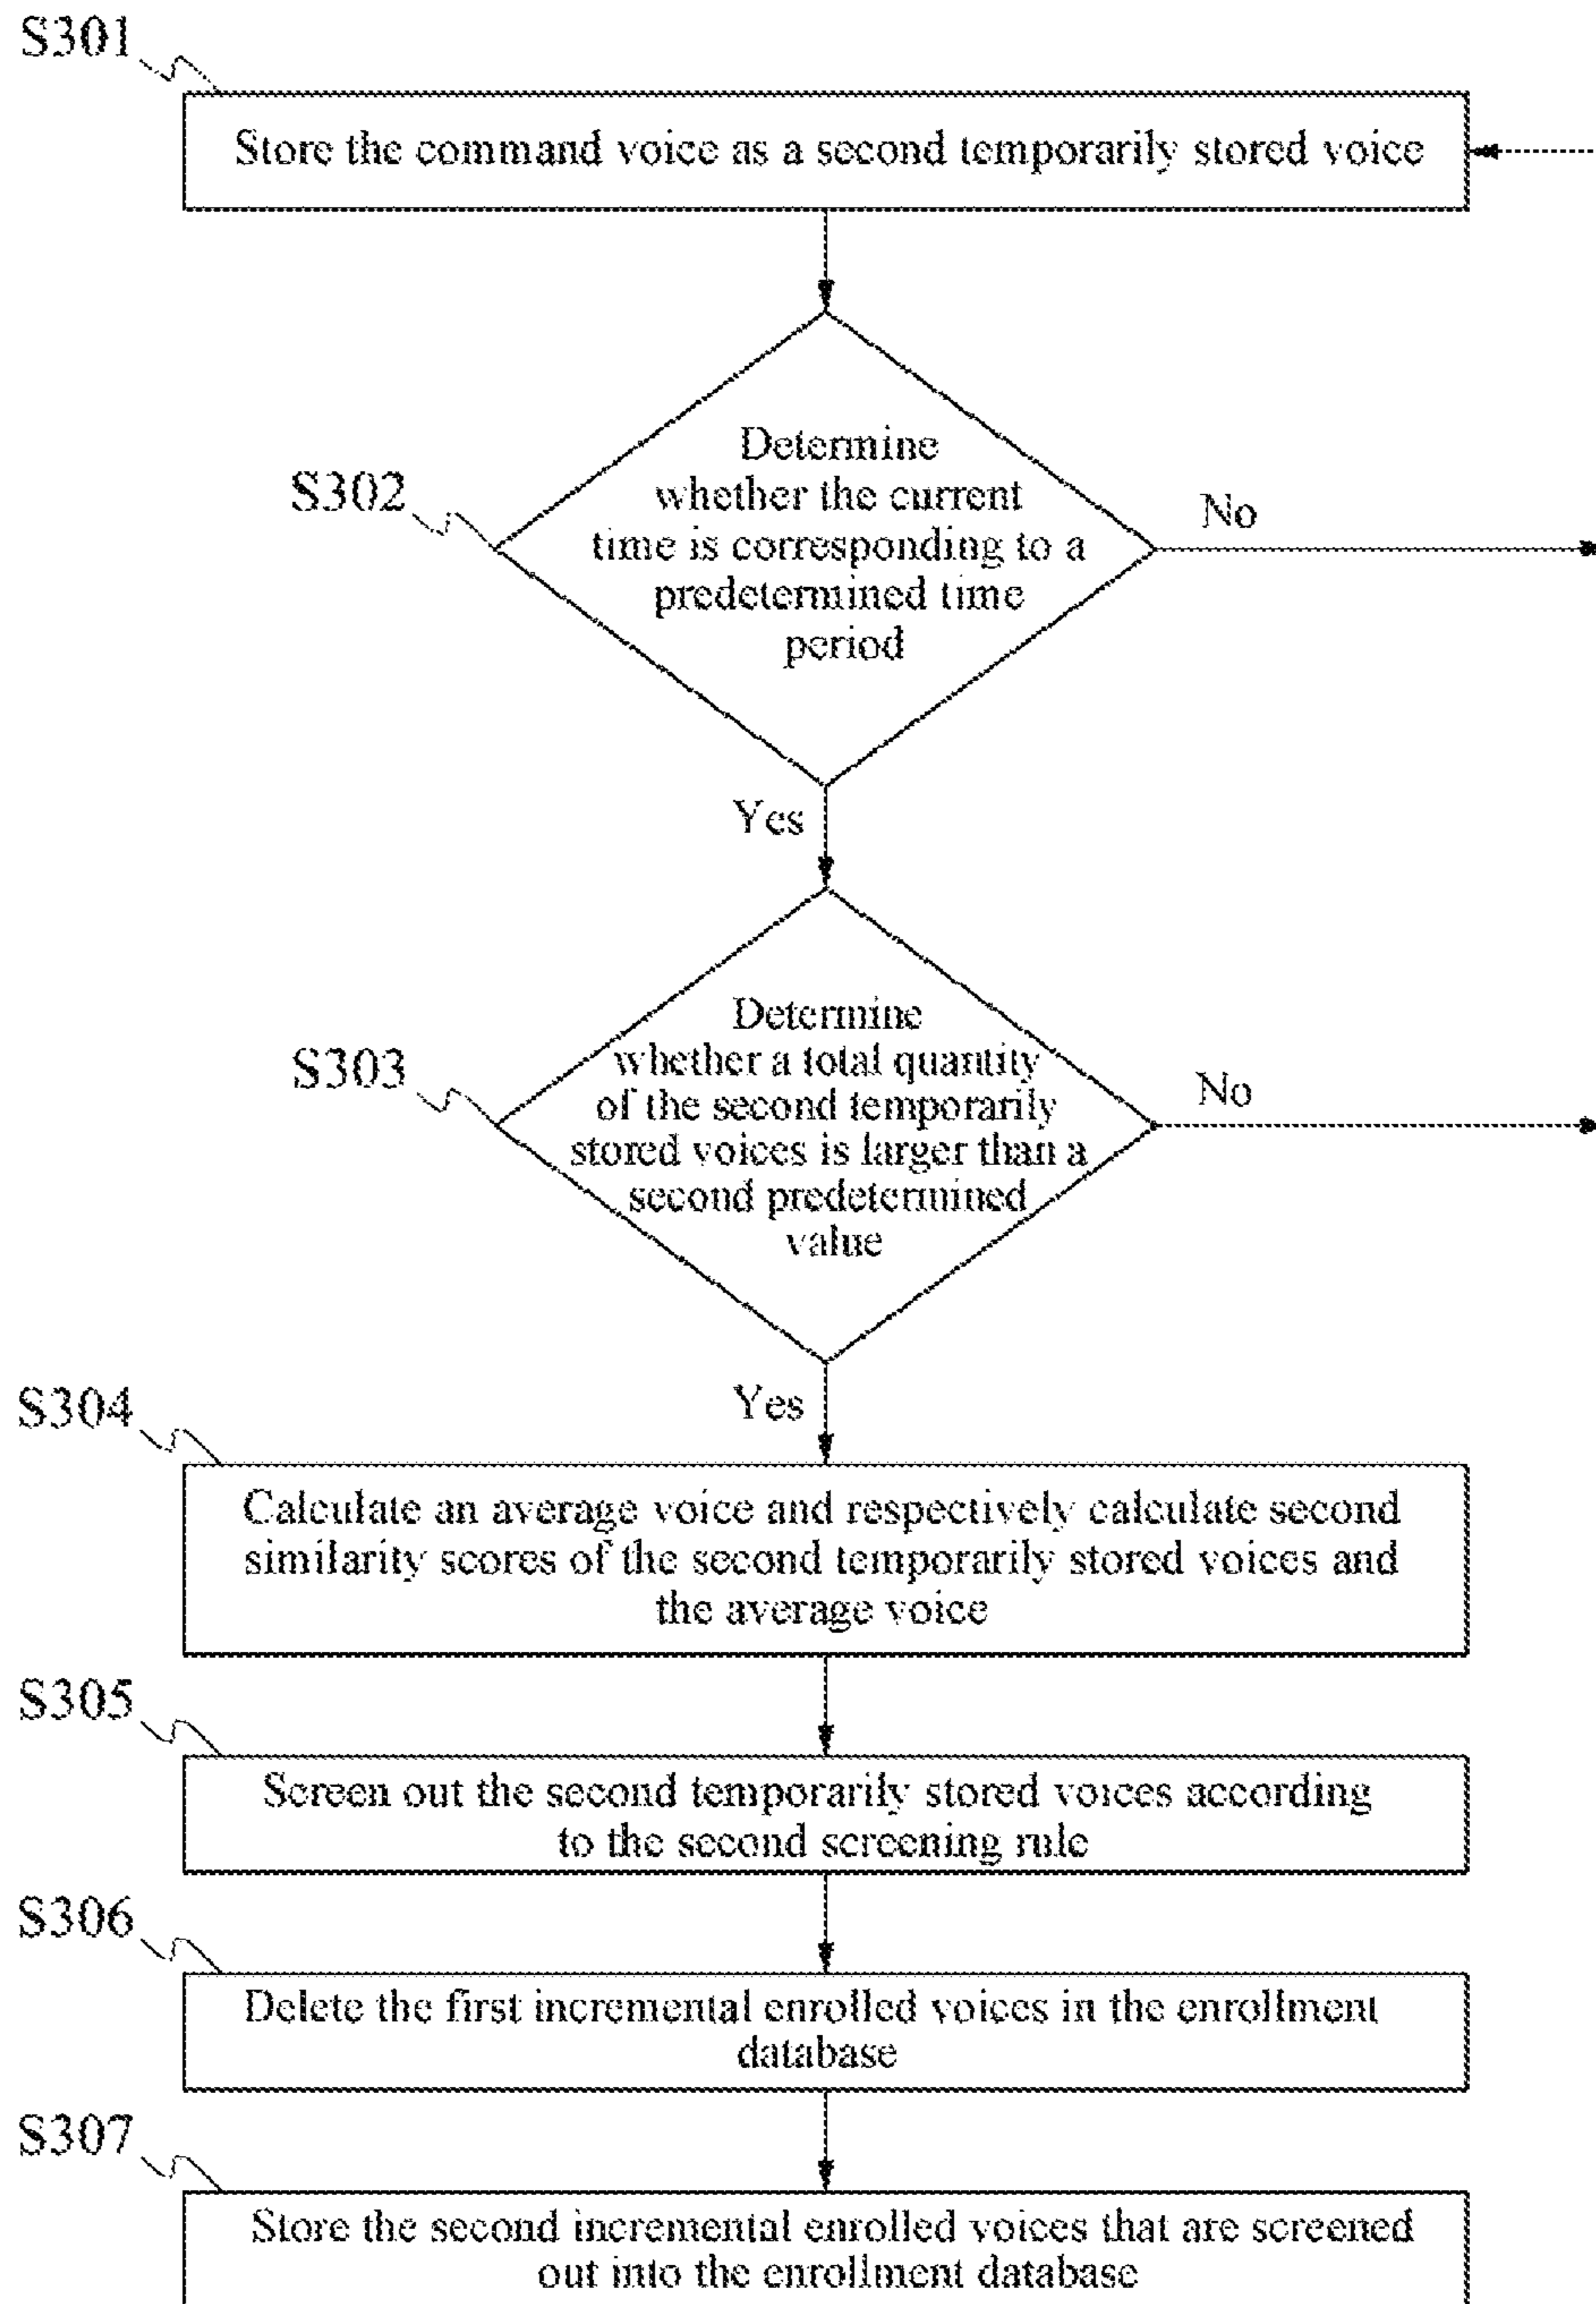 S301
Store the command voice as a second temporarily stored voice
Determine
whether the current
time is corresponding to a
predetermined time
period
S302
No
Yes
Determine
whether a total quantity
of the second temporarily
stored voices is larger than a
second predetermined
value
S303
No
Yes
S304
Calculate an average voice and respectively calculate second
similarity scores of the second temporarily stored voices and
the average voice
S305
Screen out the second temporarily stored voices according
to the second screening rule
S306
Delete the first incremental enrolled voices in the enrollment
database
S307
Store the second incremental enrolled voices that are screened
out into the enrollment database